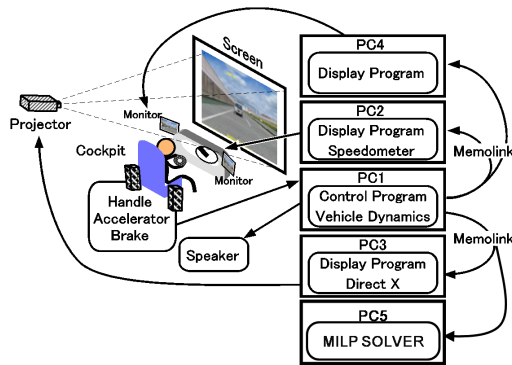 Screen
Projector
Monitor
Cockpit
Monitor
Handle
Accelerator
Brake
Speaker
PC4
Display Program
PC2
Display Program
Speedometer
Memolink
PC1
Control Program
Vehicle Dynamics
Memolink
PC3
Display Program
Direct X
PC5
MILP SOLVER